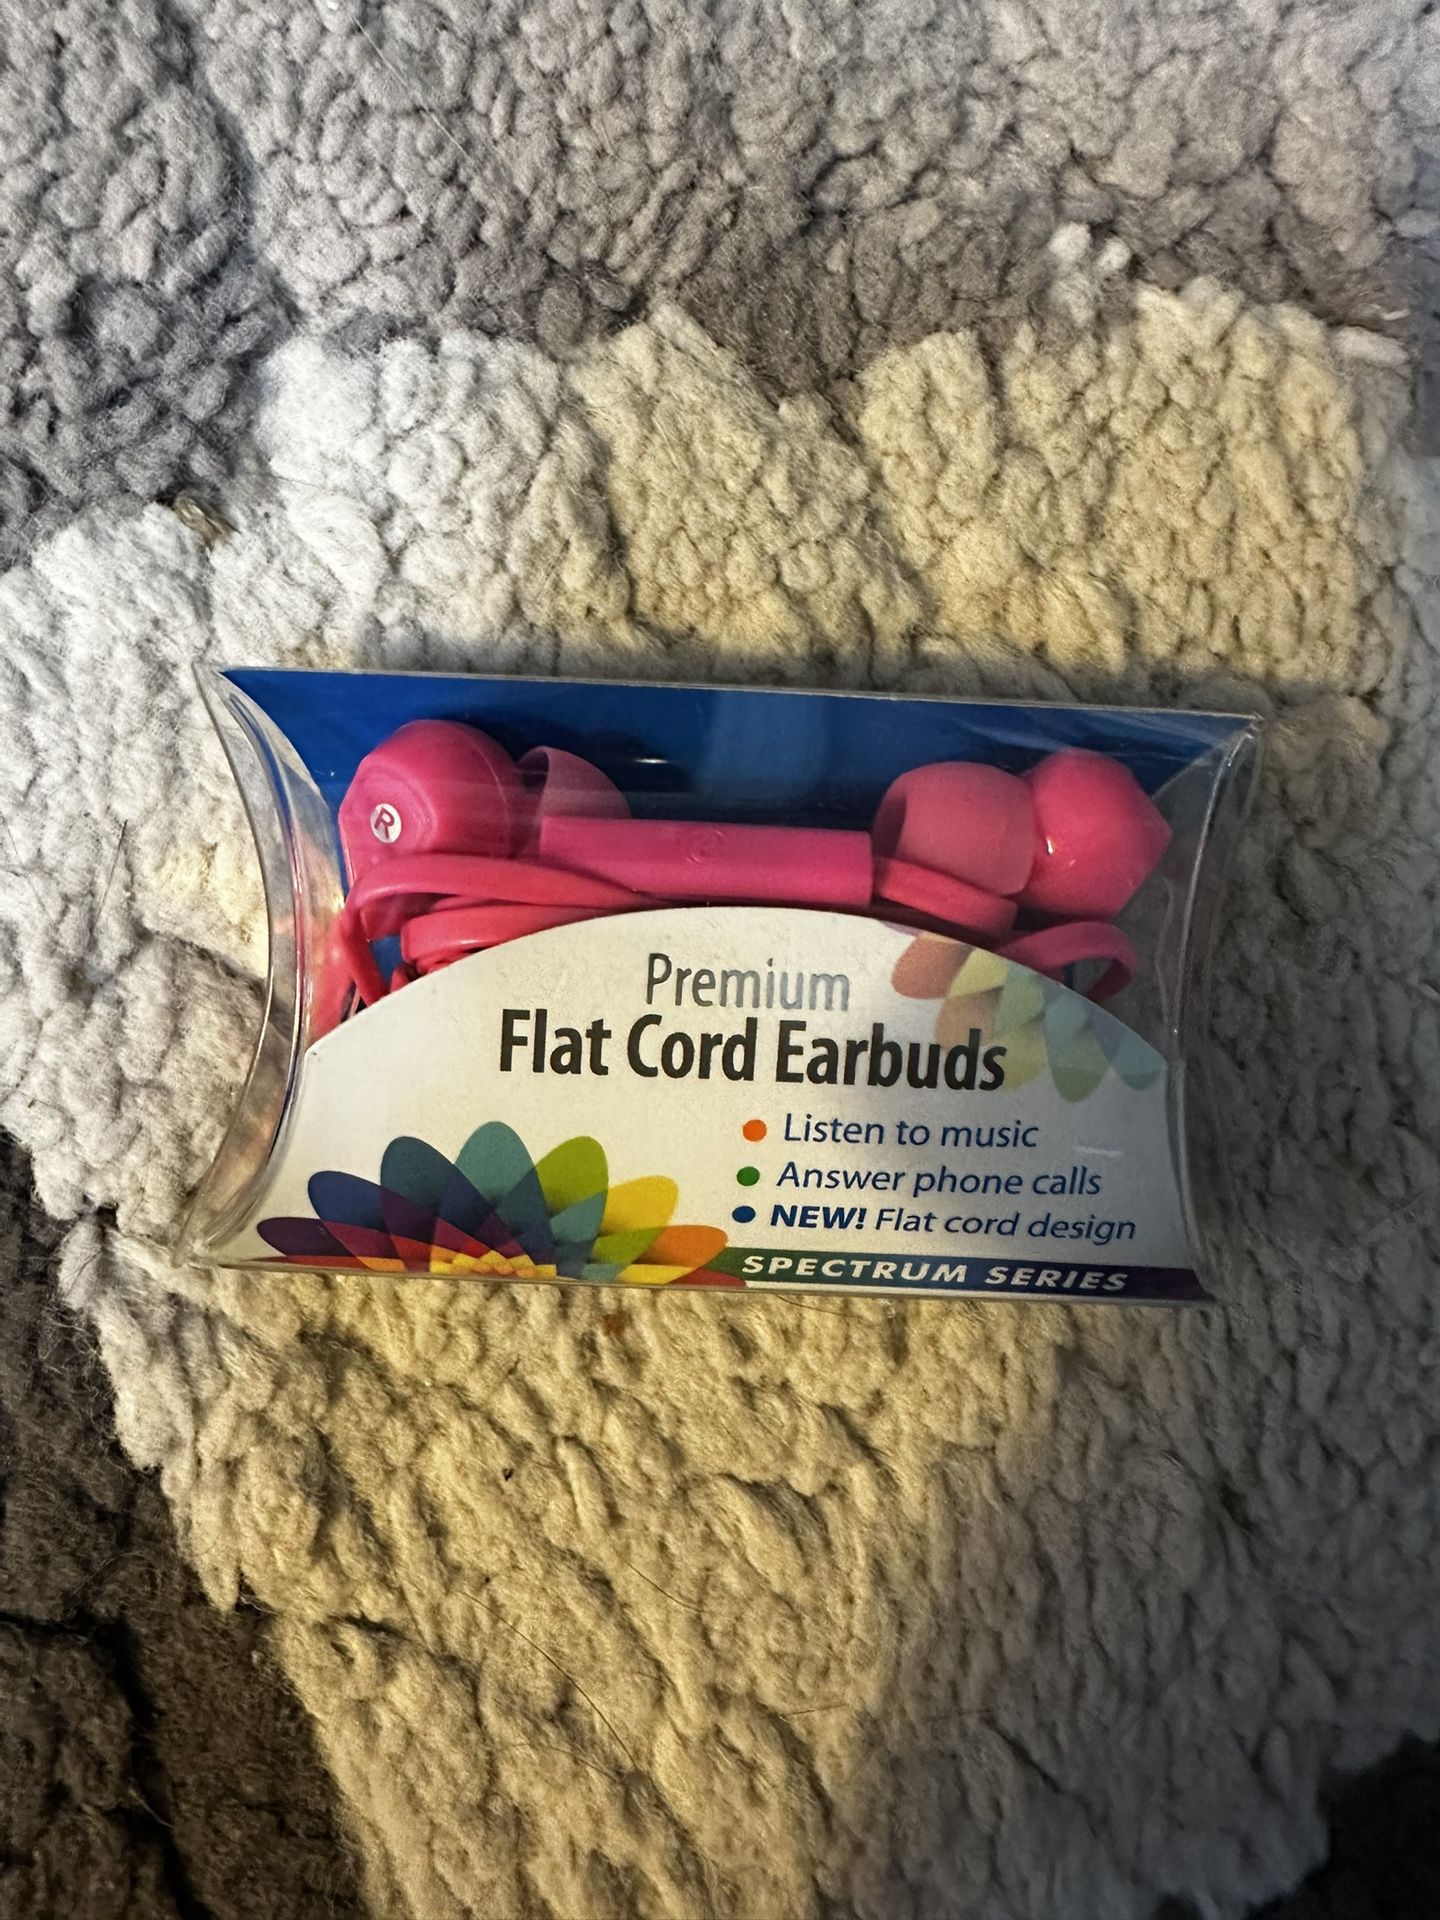 R
Premium
Flat Cord Earbuds
Listen to music
Answer phone calls
NEW! Flat cord design
SPECTRUM SERIES